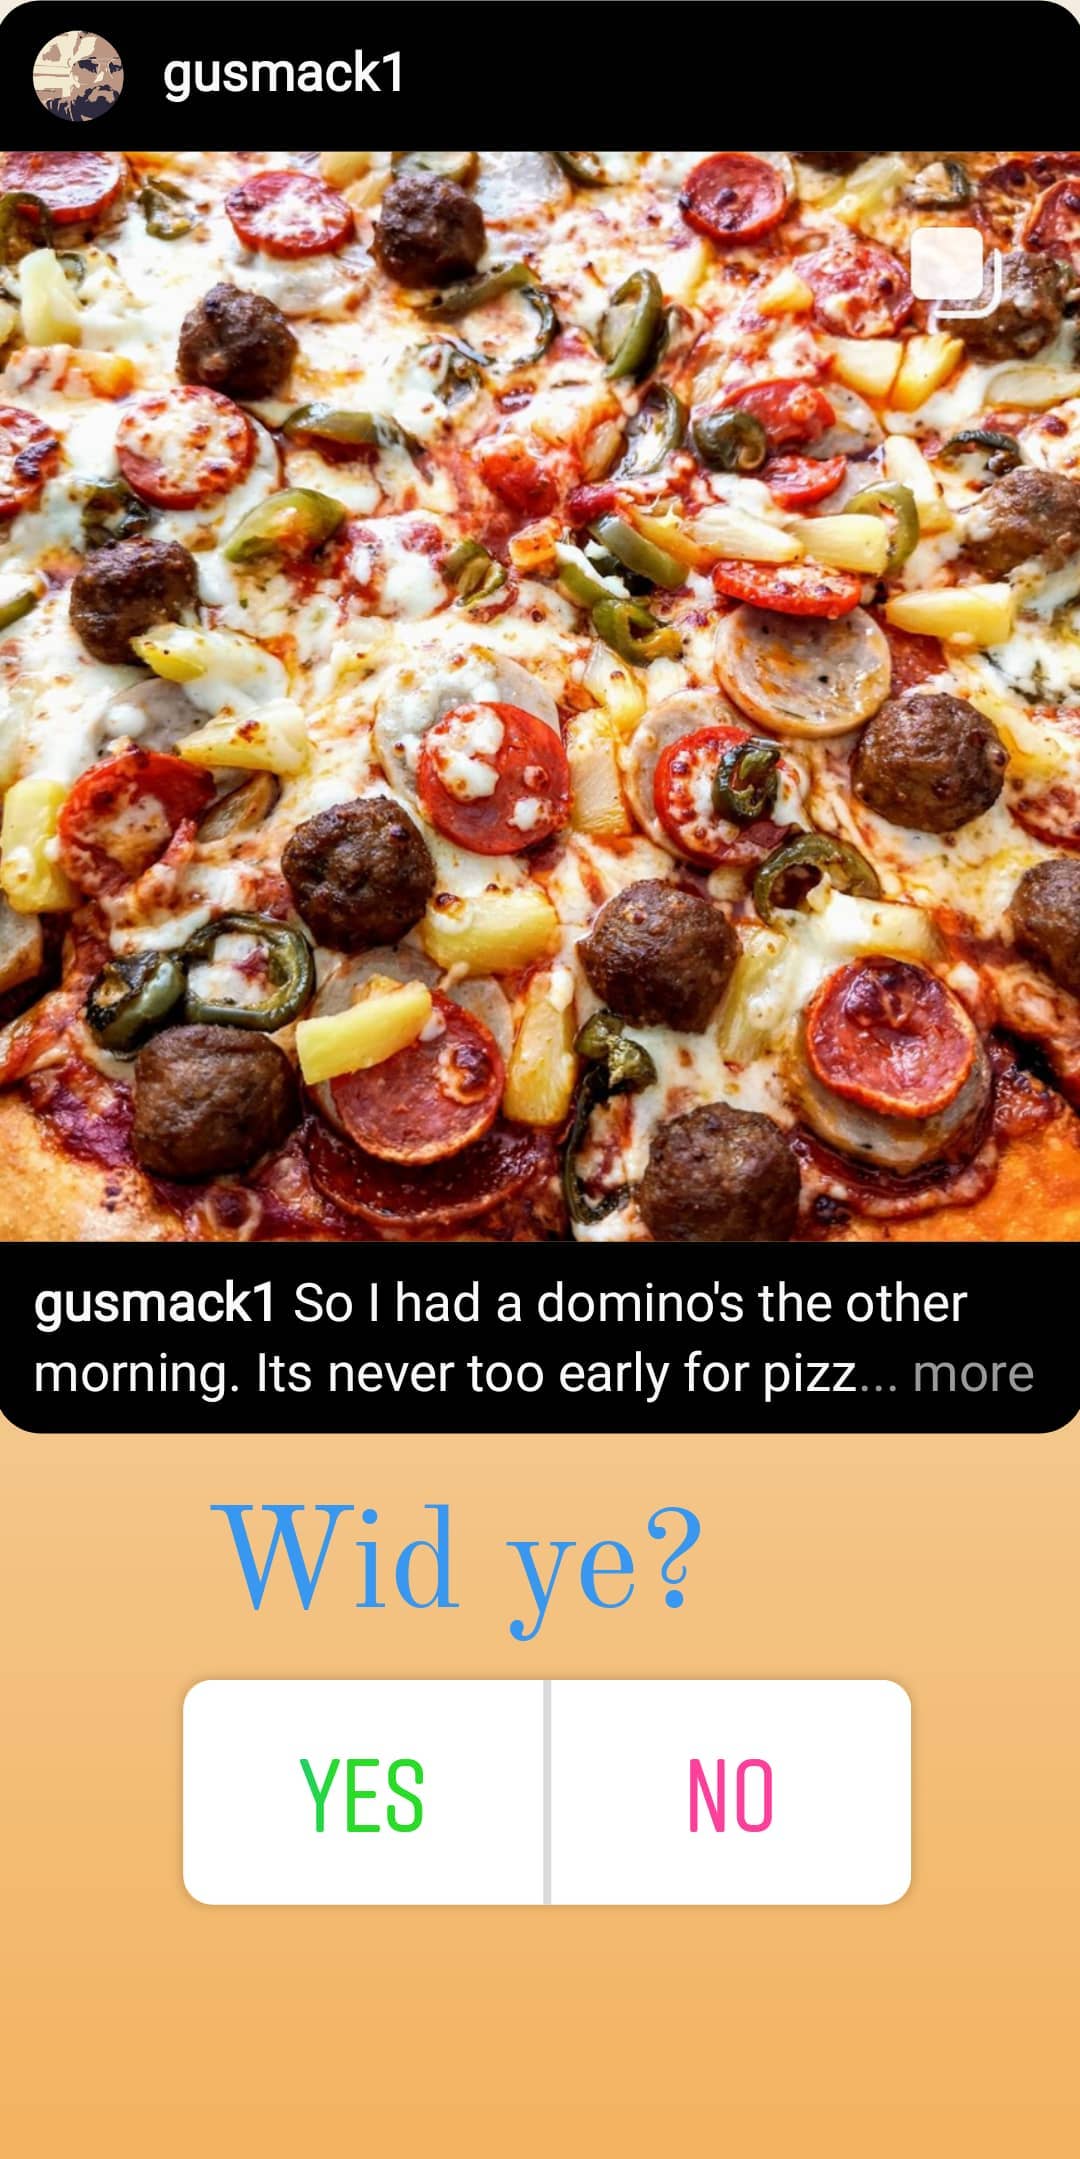 gusmack1
gusmack1 So I had a domino's the other
morning. Its never too early for pizz... more
Wid ye?
YES NO